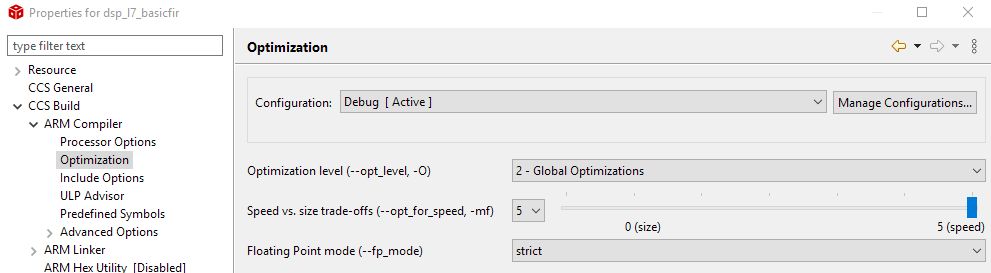 Properties for dsp_l7_basicfir
type filter text
Resource
CCS General
CCS Build
ARM Compiler
Processor Options
Optimization
Include Options
ULP Advisor
Predefined Symbols
Advanced Options
ARM Linker
ARM Hex Utility [Disabled]
Optimization
Configuration: Debug [ Active ] Manage Configurations...
Optimization level (--opt_level, -O) 2 - Global Optimizations
Speed vs. size trade-offs (--opt_for_speed, -mf) 5
0 (size) 5 (speed)
Floating Point mode (--fp_mode) strict